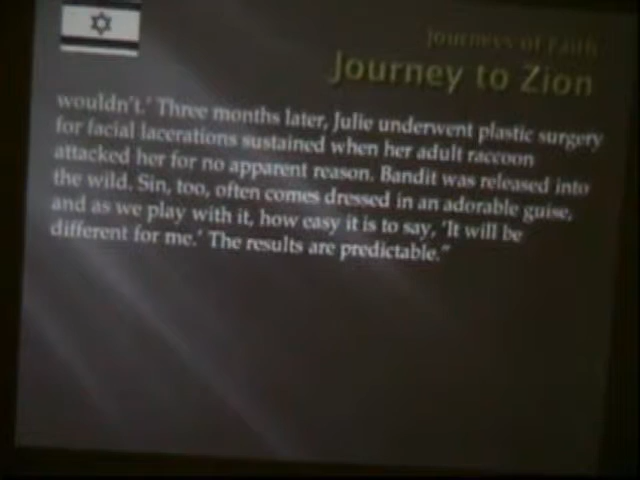 Journeys of Faith
Journey to Zion
wouldn't.' Three months later, Julie underwent plastic surgery
for facial lacerations sustained when her adult raccoon
attacked her for no apparent reason. Bandit was released into
the wild. Sin, too, often comes dressed in an adorable guise,
and as we play with it, how easy it is to say, 'It will be
different for me.' The results are predictable."